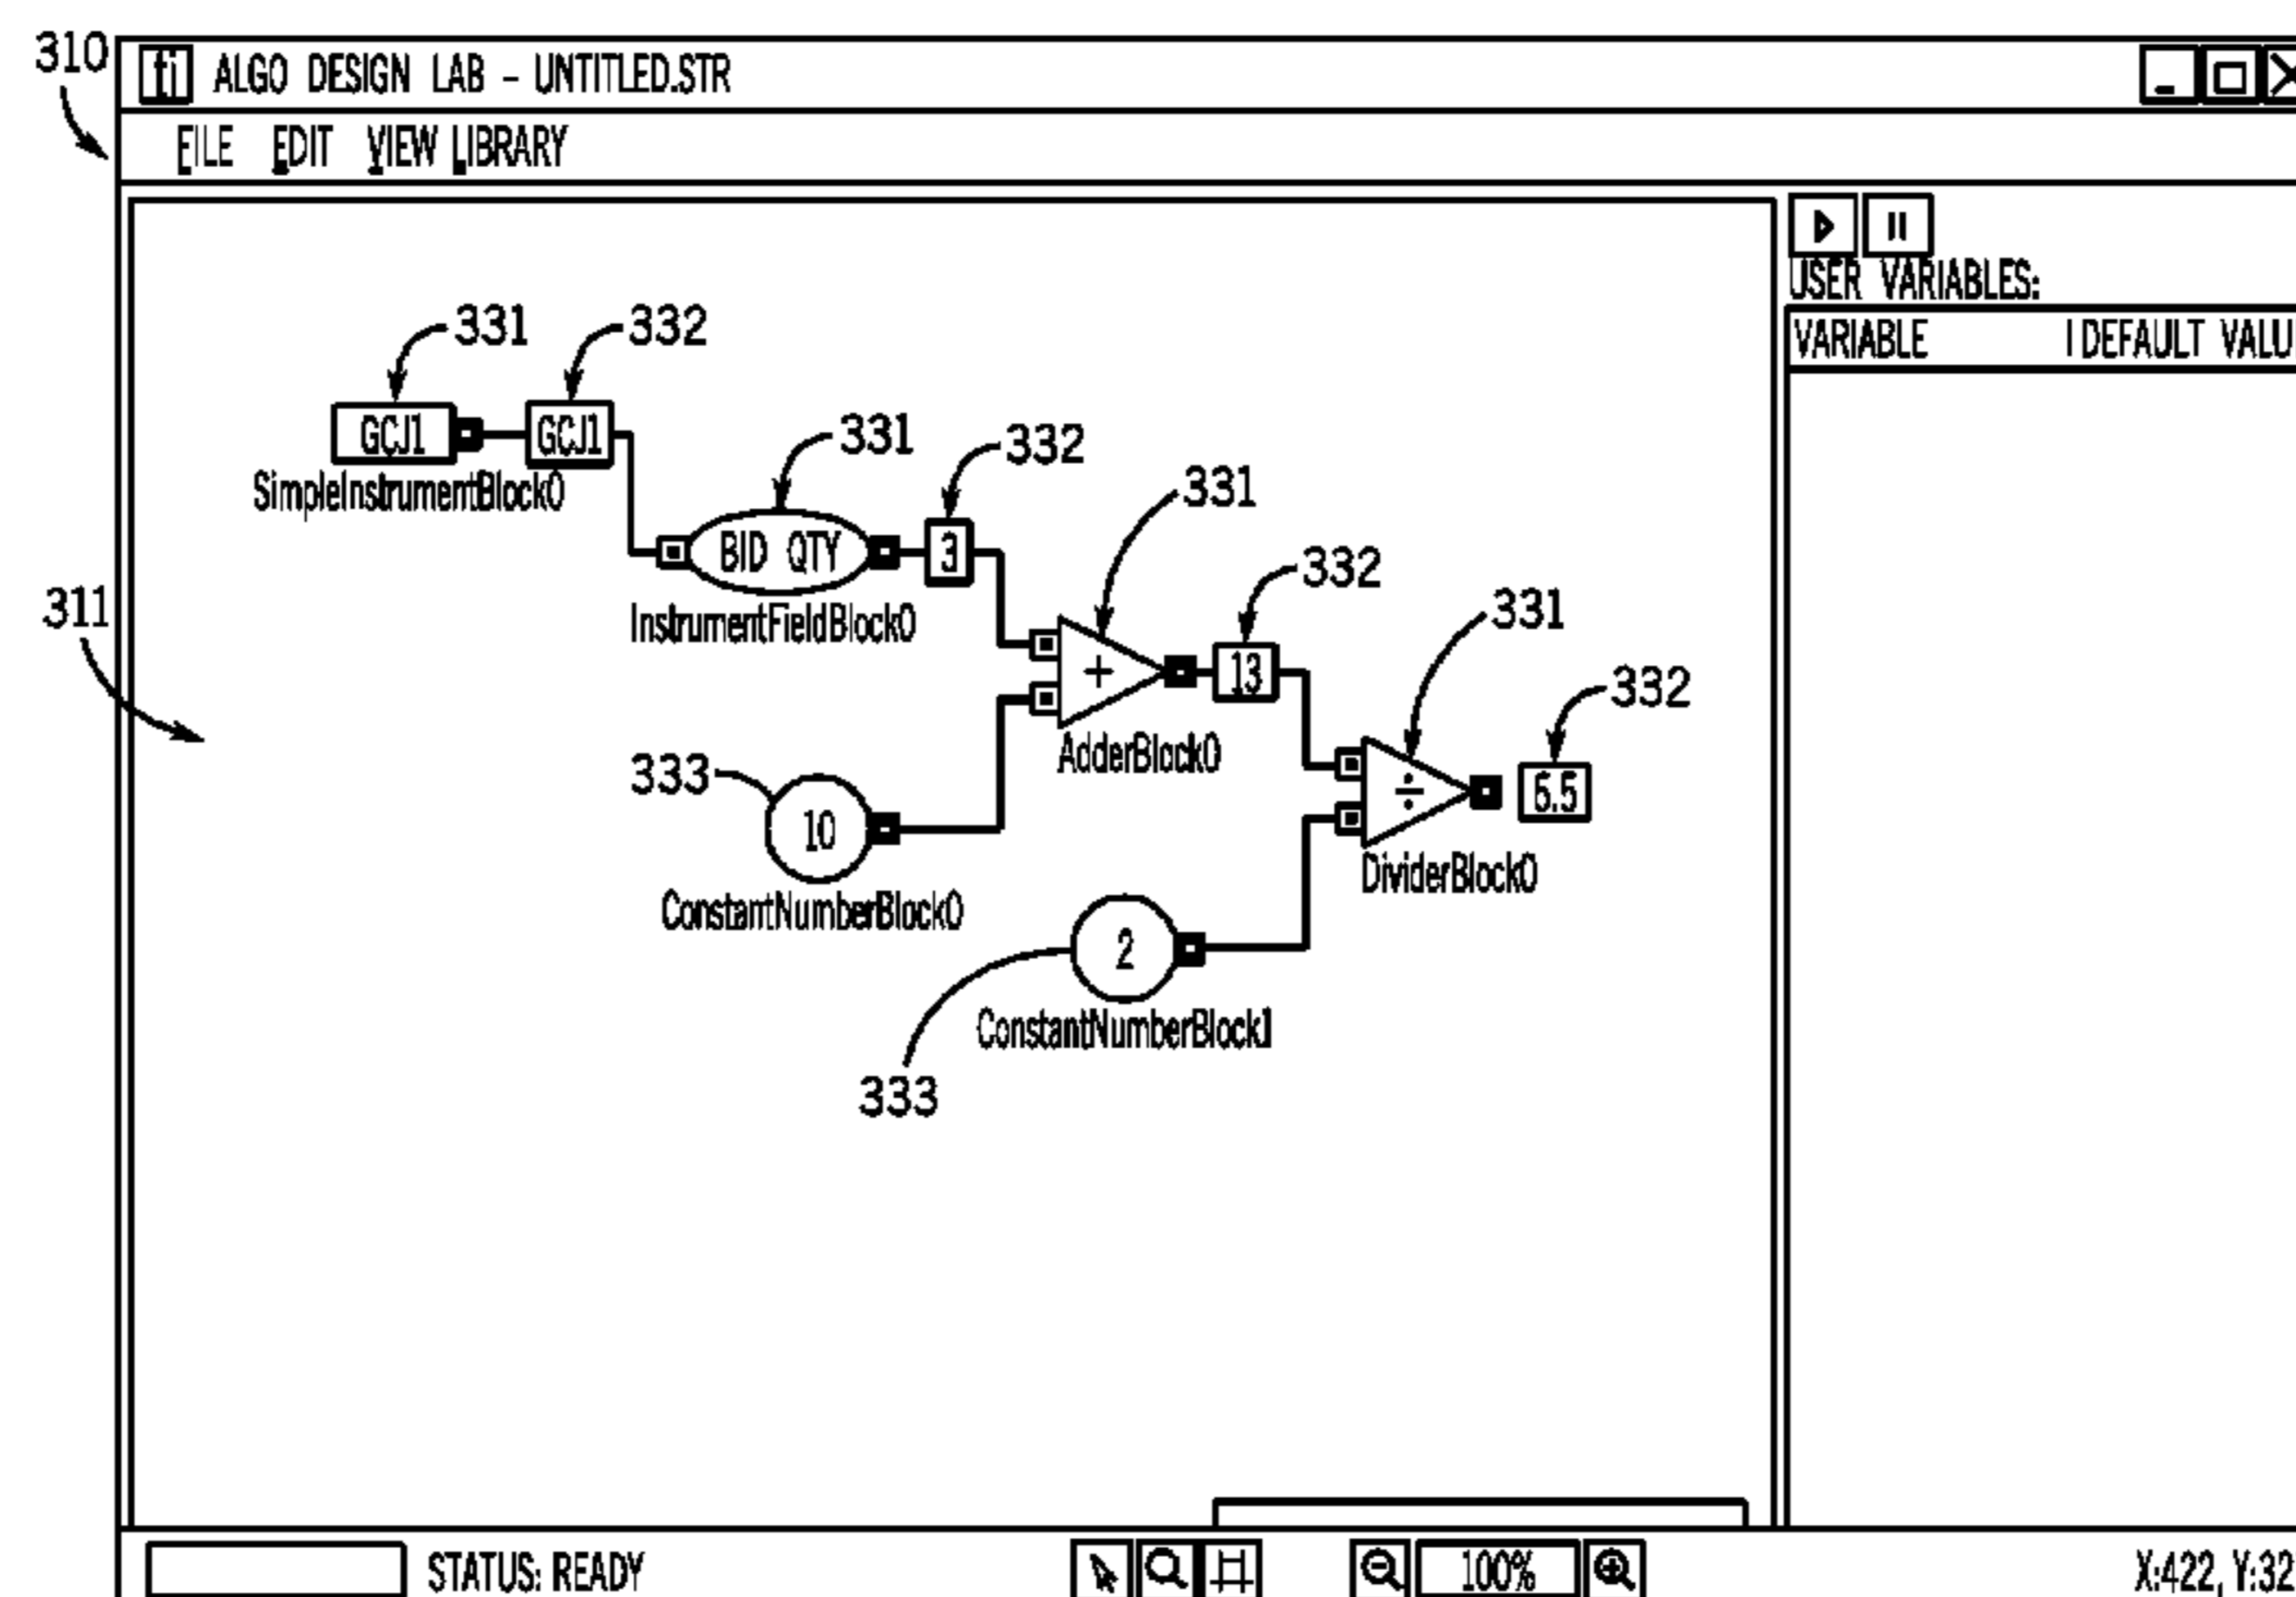 310
ti ALGO DESIGN LAB – UNTITLED.STR
FILE EDIT VIEW LIBRARY
USER VARIABLES:
VARIABLE | DEFAULT VALU
331 332
GCJ1 GCJ1
SimpleInstrumentBlock0
331 332
BID QTY 3
InstrumentFieldBlock0
331
332
+ 13
AdderBlock0
311
331
332
÷ 6.5
DividerBlock0
333
10
ConstantNumberBlock0
2
ConstantNumberBlock1
333
STATUS: READY 100% X:422, Y:32